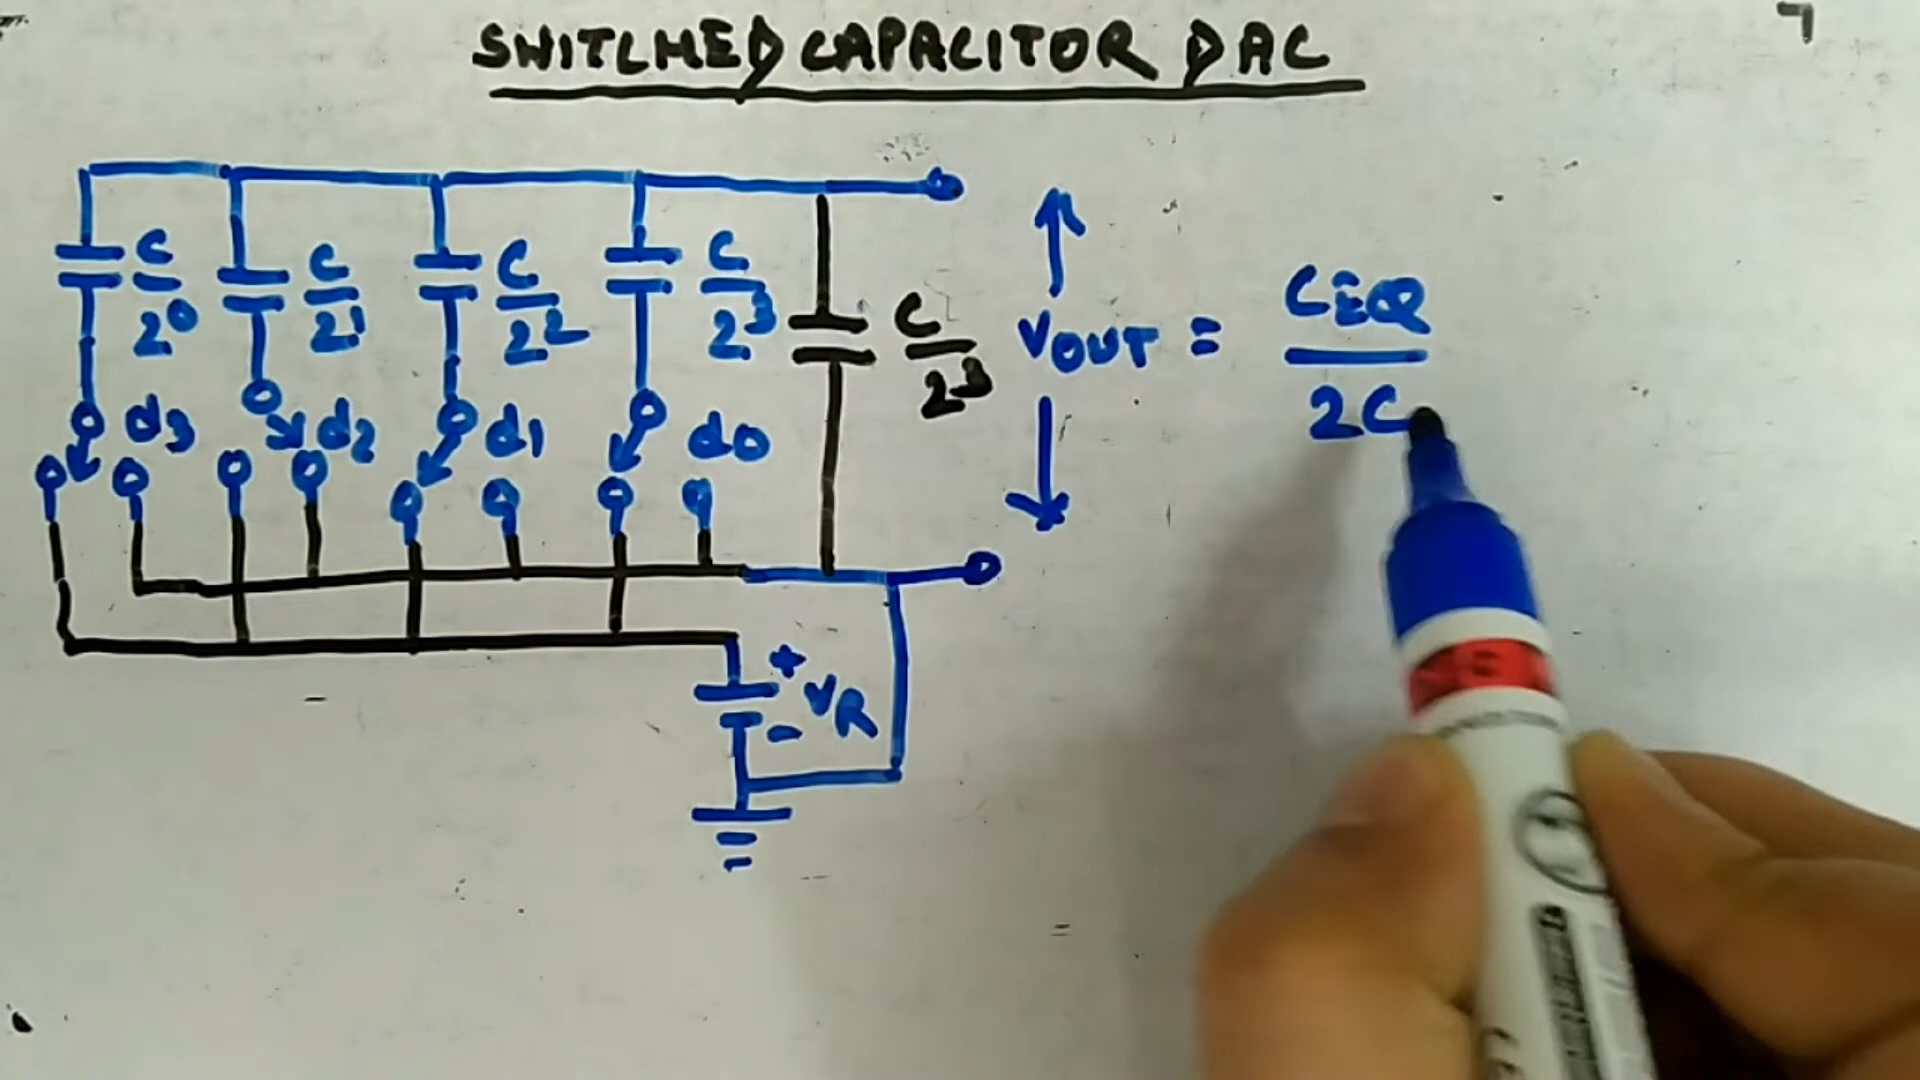 SWITCHED CAPACITOR DAC
C/2⁰ C/2¹ C/2² C/2³ C/2³
VOUT = CEQ/2C
d3 d2 d1 d0
+
VR
-